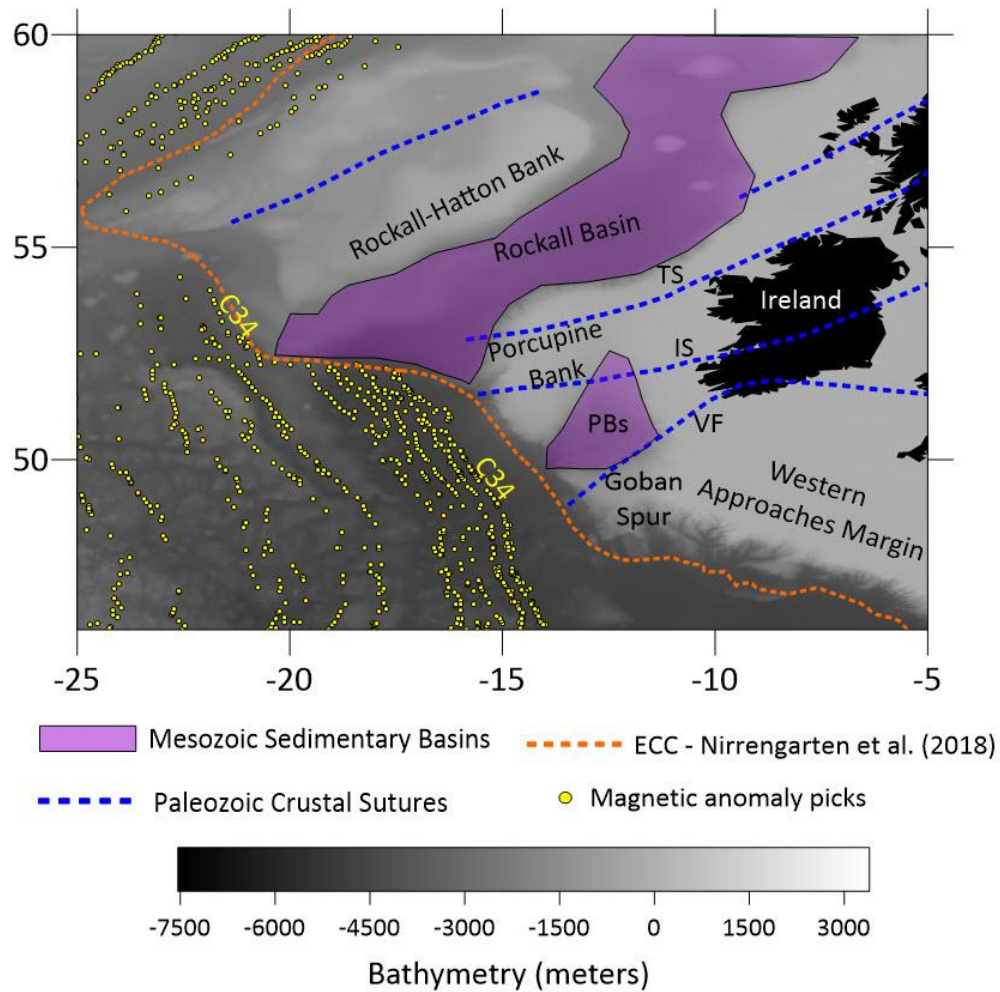 60
55
50
-25
-20
-15
-10
-5
Rockall-Hatton Bank
Rockall Basin
C34
TS
Ireland
Porcupine
Bank
IS
PBs
VF
C34
Goban
Spur
Western
Approaches Margin
Mesozoic Sedimentary Basins
ECC - Nirrengarten et al. (2018)
Paleozoic Crustal Sutures
Magnetic anomaly picks
-7500
-6000
-4500
-3000
-1500
0
1500
3000
Bathymetry (meters)